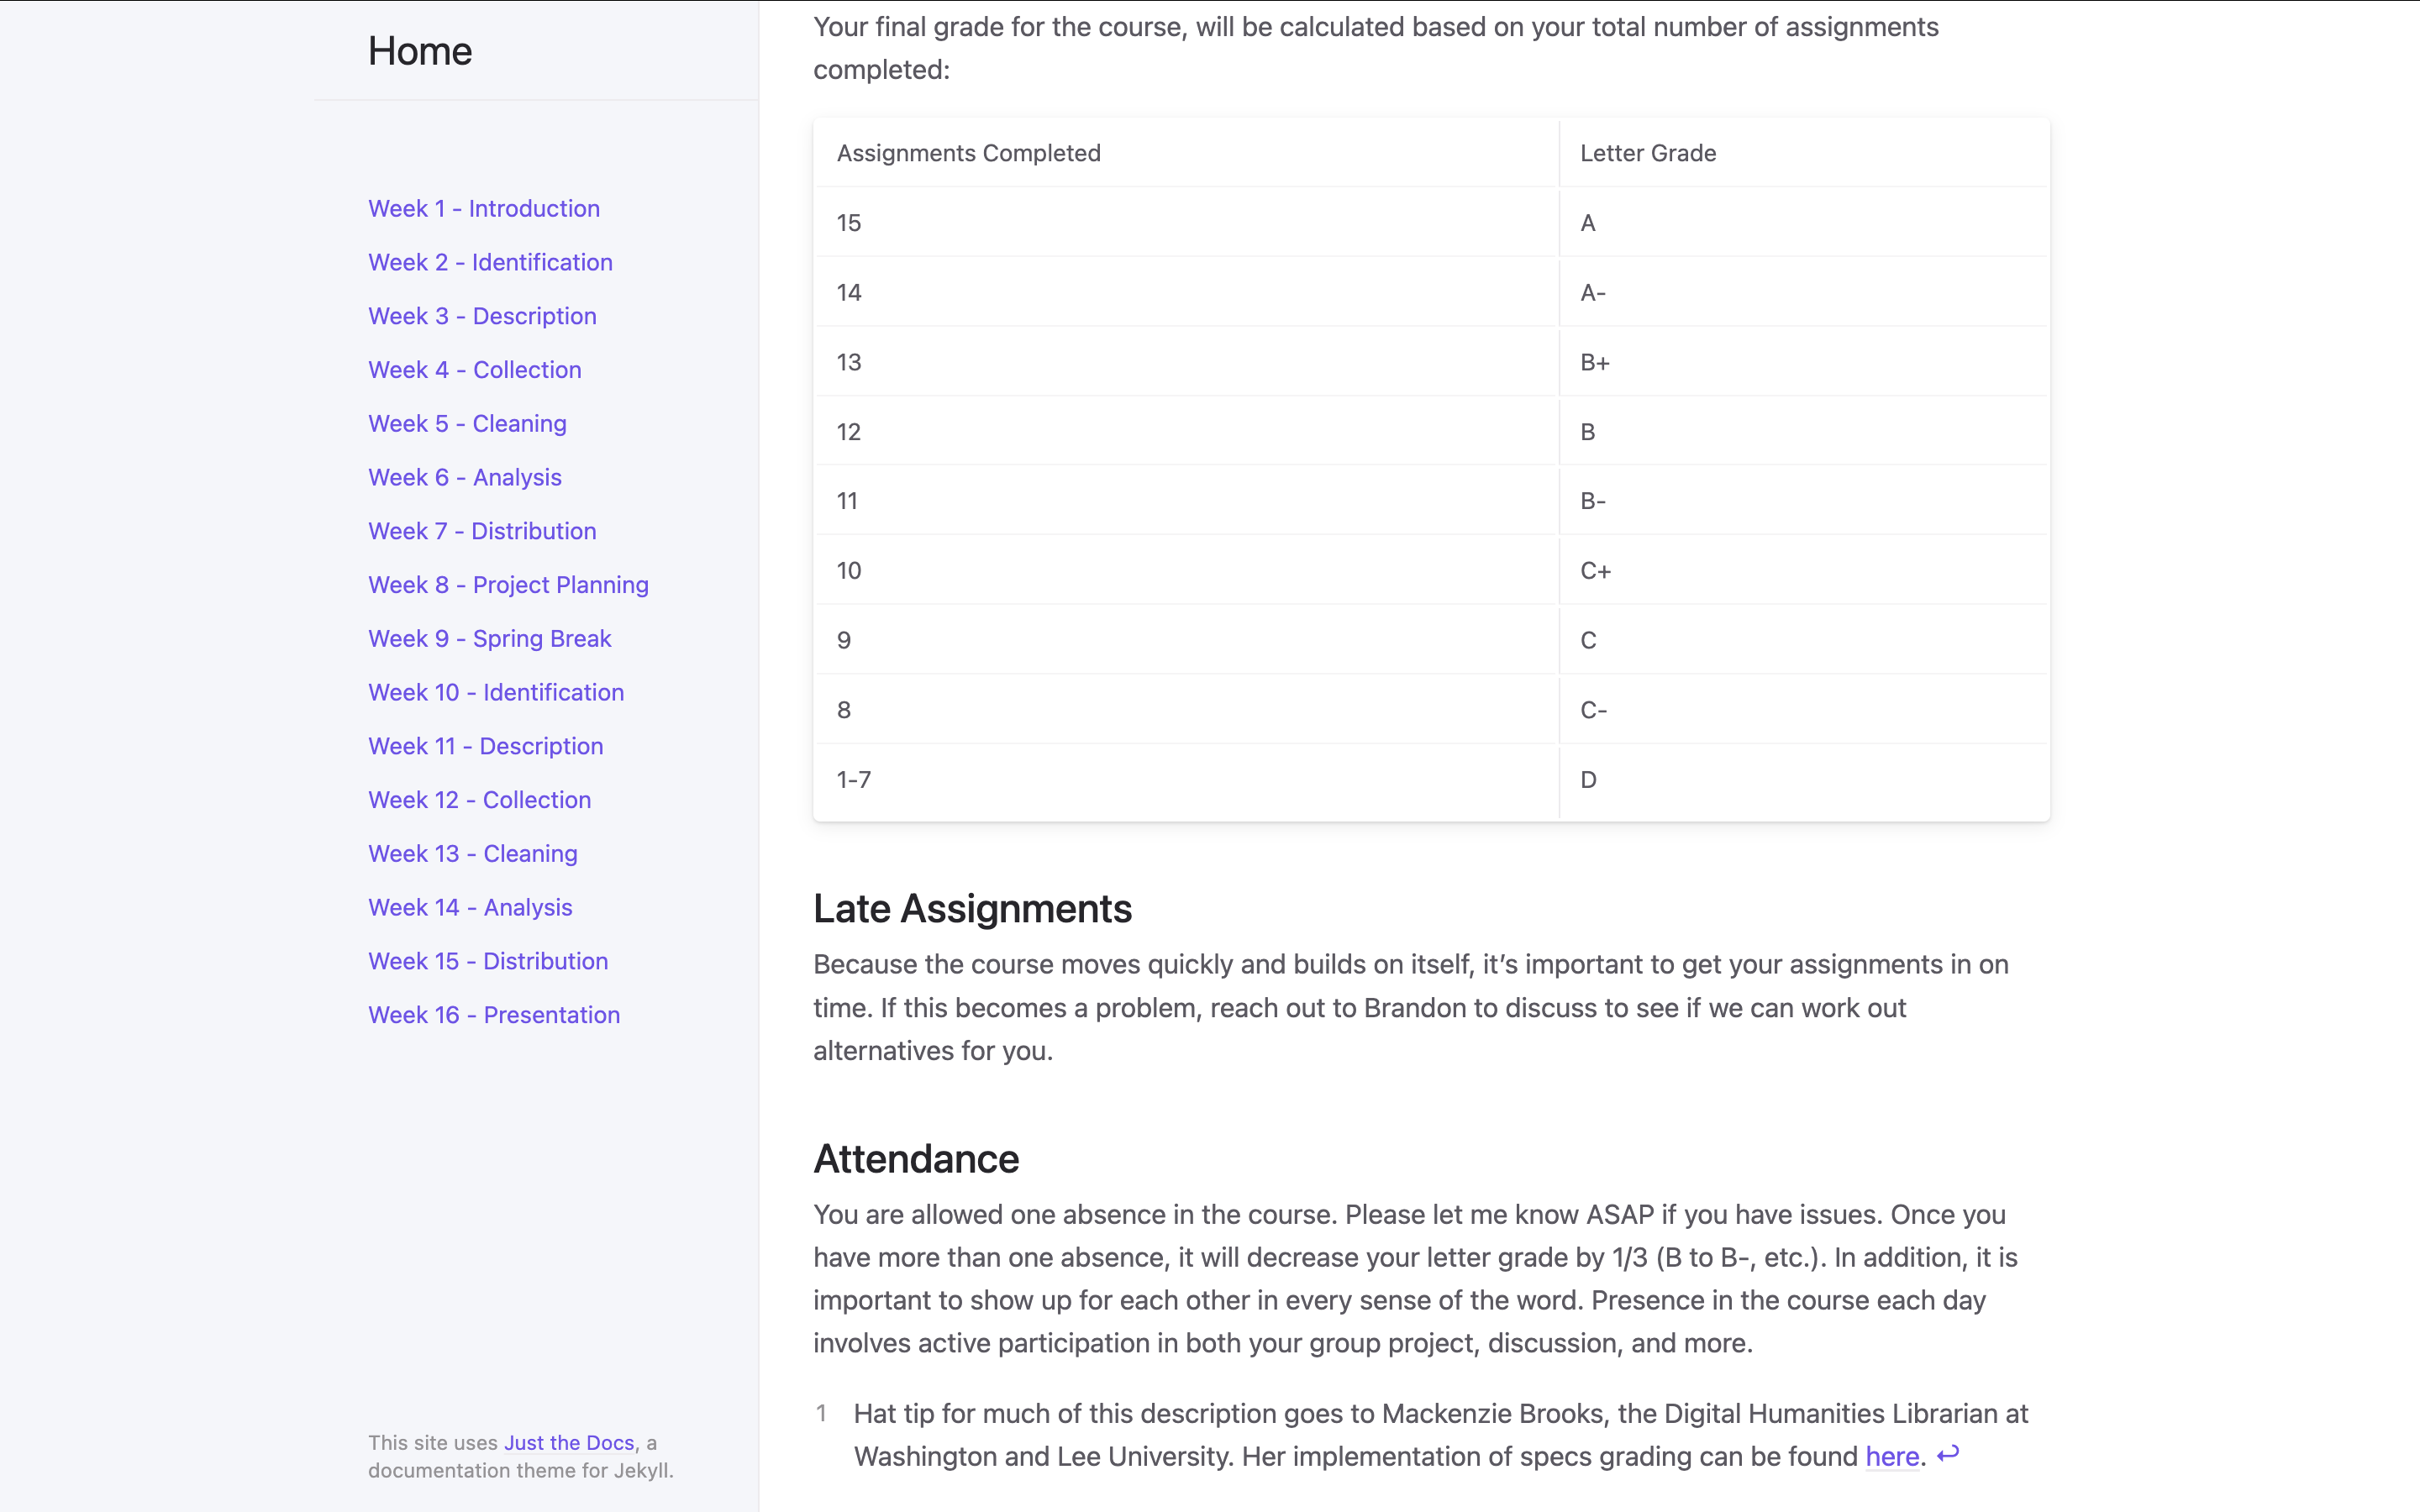 Home
Week 1 - Introduction
Week 2 - Identification
Week 3 - Description
Week 4 - Collection
Week 5 - Cleaning
Week 6 - Analysis
Week 7 - Distribution
Week 8 - Project Planning
Week 9 - Spring Break
Week 10 - Identification
Week 11 - Description
Week 12 - Collection
Week 13 - Cleaning
Week 14 - Analysis
Week 15 - Distribution
Week 16 - Presentation
This site uses Just the Docs, a
documentation theme for Jekyll.
Your final grade for the course, will be calculated based on your total number of assignments
completed:
Assignments Completed Letter Grade
15 A
14 A-
13 B+
12 B
11 B-
10 C+
9 C
8 C-
1-7 D
Late Assignments
Because the course moves quickly and builds on itself, it’s important to get your assignments in on
time. If this becomes a problem, reach out to Brandon to discuss to see if we can work out
alternatives for you.
Attendance
You are allowed one absence in the course. Please let me know ASAP if you have issues. Once you
have more than one absence, it will decrease your letter grade by 1/3 (B to B-, etc.). In addition, it is
important to show up for each other in every sense of the word. Presence in the course each day
involves active participation in both your group project, discussion, and more.
1 Hat tip for much of this description goes to Mackenzie Brooks, the Digital Humanities Librarian at
Washington and Lee University. Her implementation of specs grading can be found here. ↩